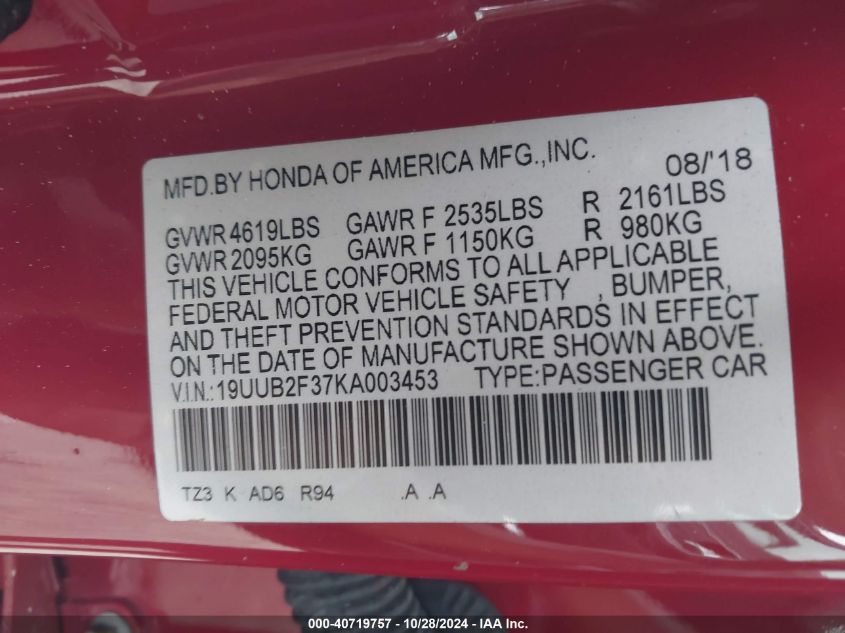 MFD.BY HONDA OF AMERICA MFG.,INC. 08/'18
GVWR 4619LBS GAWR F 2535LBS R 2161LBS
GVWR 2095KG GAWR F 1150KG R 980KG
THIS VEHICLE CONFORMS TO ALL APPLICABLE
FEDERAL MOTOR VEHICLE SAFETY , BUMPER,
AND THEFT PREVENTION STANDARDS IN EFFECT
ON THE DATE OF MANUFACTURE SHOWN ABOVE.
V.I.N.:19UUB2F37KA003453 TYPE:PASSENGER CAR
TZ3 K AD6 R94 .A .A
000-40719757 - 10/28/2024 - IAA Inc.